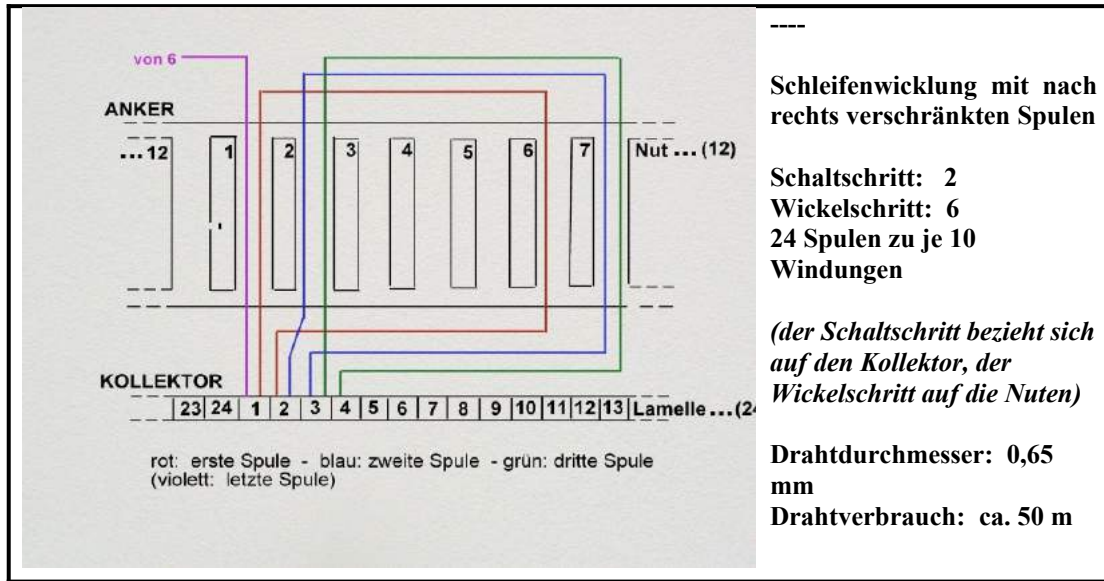 von 6
ANKER
... 12 1 2 3 4 5 6 7 Nut ... (12)
KOLLEKTOR
23 24 1 2 3 4 5 6 7 8 9 10 11 12 13 Lamelle ... (24
rot: erste Spule - blau: zweite Spule - grün: dritte Spule
(violett: letzte Spule)
----
Schleifenwicklung mit nach
rechts verschränkten Spulen
Schaltschritt: 2
Wickelschritt: 6
24 Spulen zu je 10
Windungen
(der Schaltschritt bezieht sich
auf den Kollektor, der
Wickelschritt auf die Nuten)
Drahtdurchmesser: 0,65
mm
Drahtverbrauch: ca. 50 m